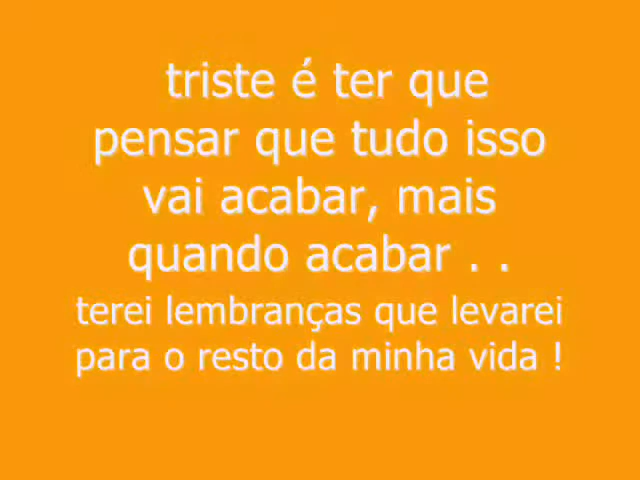 triste é ter que
pensar que tudo isso
vai acabar, mais
quando acabar . .
terei lembranças que levarei
para o resto da minha vida !